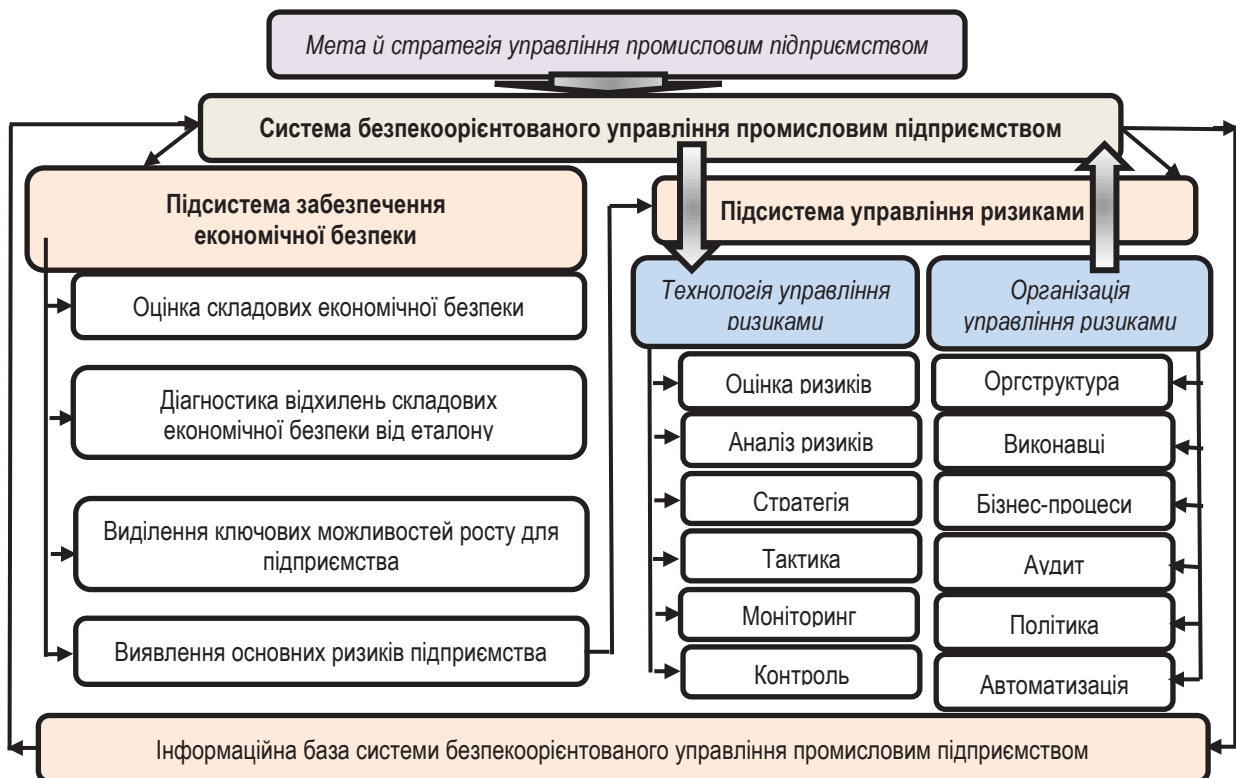 Мета й стратегія управління промисловим підприємством
Система безпекоорієнтованого управління промисловим підприємством
Підсистема забезпечення
економічної безпеки
Оцінка складових економічної безпеки
Діагностика відхилень складових
економічної безпеки від еталону
Виділення ключових можливостей росту для
підприємства
Виявлення основних ризиків підприємства
Підсистема управління ризиками
Технологія управління
ризиками
Оцінка ризиків
Аналіз ризиків
Стратегія
Тактика
Моніторинг
Контроль
Організація
управління ризиками
Оргструктура
Виконавці
Бізнес-процеси
Аудит
Політика
Автоматизація
Інформаційна база системи безпекоорієнтованого управління промисловим підприємством